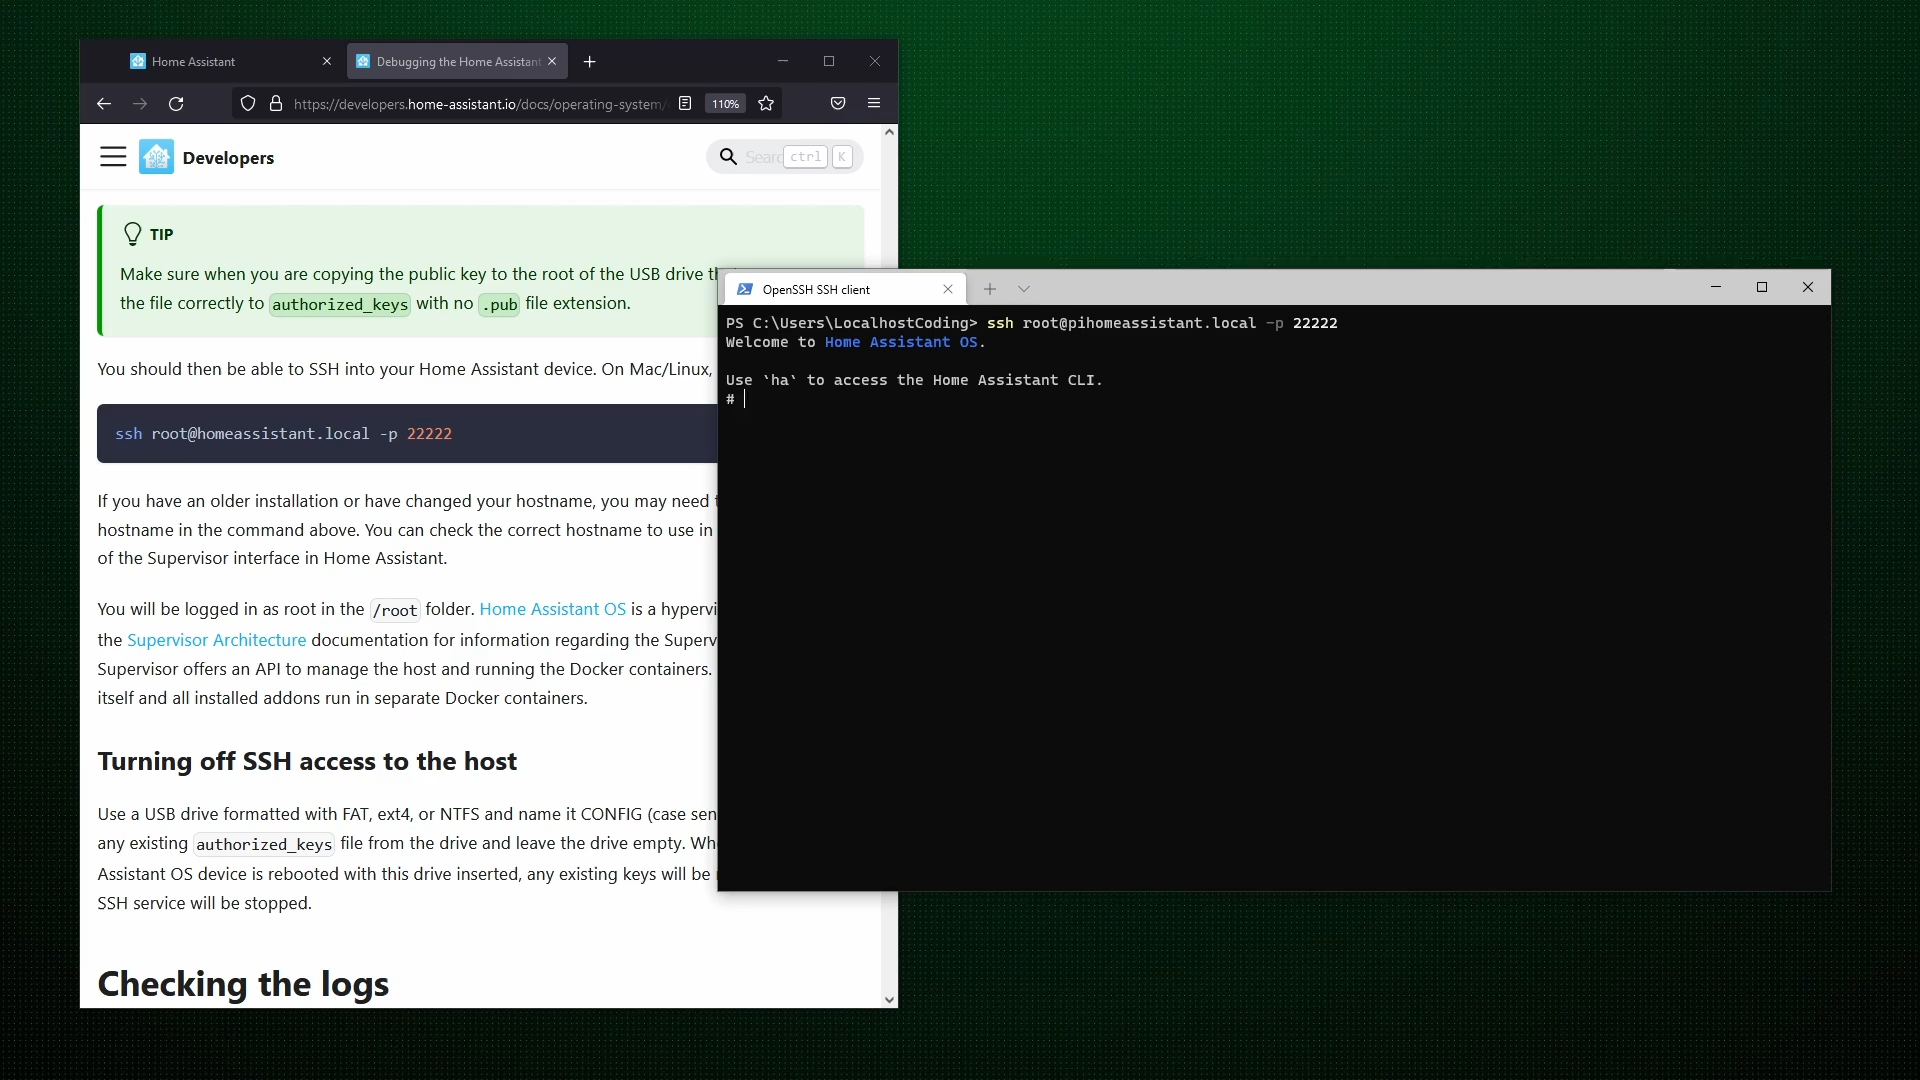 Home Assistant
Debugging the Home Assistant
https://developers.home-assistant.io/docs/operating-system/
110%
Developers
Searc
ctrl K
TIP
Make sure when you are copying the public key to the root of the USB drive
the file correctly to authorized_keys with no .pub file extension.
You should then be able to SSH into your Home Assistant device. On Mac/Linux,
ssh root@homeassistant.local -p 22222
If you have an older installation or have changed your hostname, you may need
hostname in the command above. You can check the correct hostname to use in
of the Supervisor interface in Home Assistant.
You will be logged in as root in the /root folder. Home Assistant OS is a hypervi
the Supervisor Architecture documentation for information regarding the Superv
Supervisor offers an API to manage the host and running the Docker containers.
itself and all installed addons run in separate Docker containers.
Turning off SSH access to the host
Use a USB drive formatted with FAT, ext4, or NTFS and name it CONFIG (case sen
any existing authorized_keys file from the drive and leave the drive empty. Wh
Assistant OS device is rebooted with this drive inserted, any existing keys will be
SSH service will be stopped.
Checking the logs
OpenSSH SSH client
PS C:\Users\LocalhostCoding> ssh root@pihomeassistant.local -p 22222
Welcome to Home Assistant OS.
Use `ha` to access the Home Assistant CLI.
#